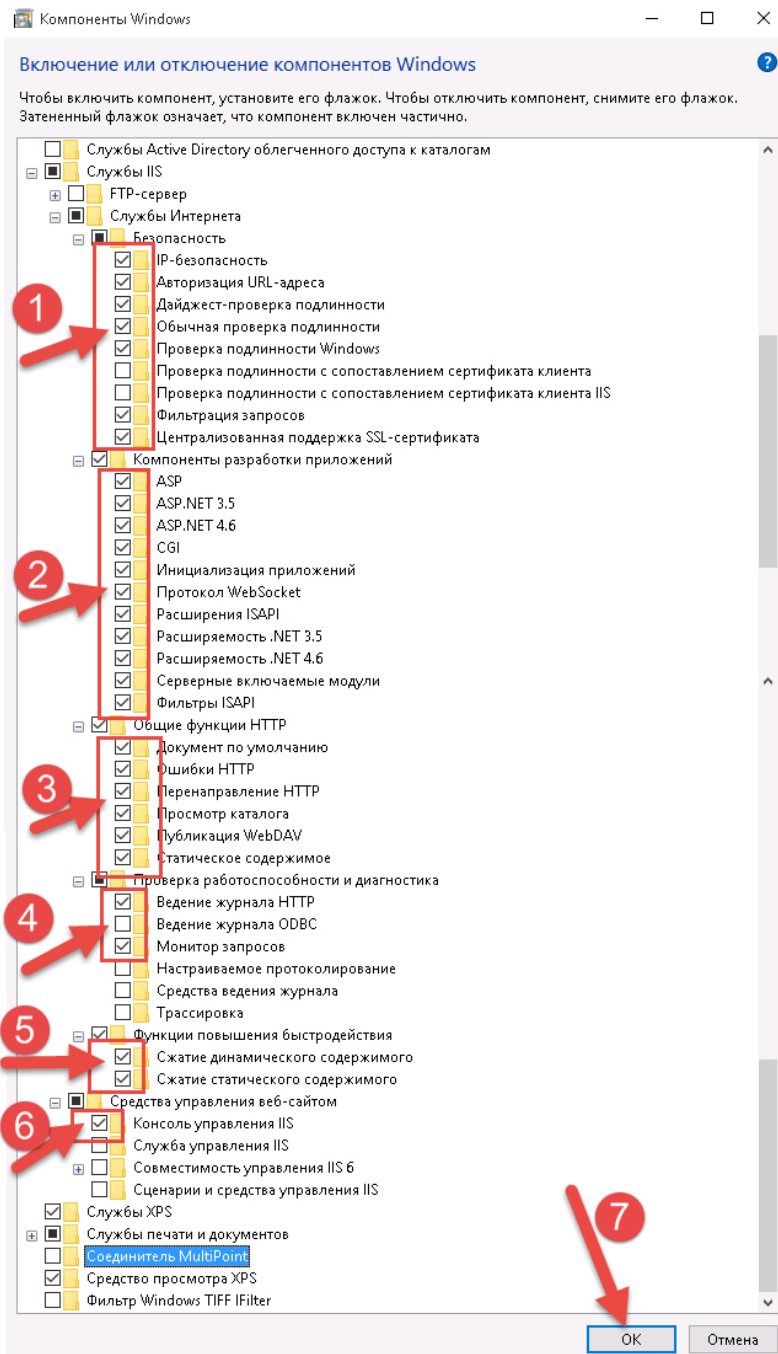 Компоненты Windows
Включение или отключение компонентов Windows
?
Чтобы включить компонент, установите его флажок. Чтобы отключить компонент, снимите его флажок.
Затененный флажок означает, что компонент включен частично.
Службы Active Directory облегченного доступа к каталогам
Службы IIS
FTP-сервер
Службы Интернета
Безопасность
IP-безопасность
Авторизация URL-адреса
1
Дайджест-проверка подлинности
Обычная проверка подлинности
Проверка подлинности Windows
Проверка подлинности с сопоставлением сертификата клиента
Проверка подлинности с сопоставлением сертификата клиента IIS
Фильтрация запросов
Централизованная поддержка SSL-сертификата
Компоненты разработки приложений
ASP
ASP.NET 3.5
ASP.NET 4.6
CGI
2
Инициализация приложений
Протокол WebSocket
Расширения ISAPI
Расширяемость .NET 3.5
Расширяемость .NET 4.6
Серверные включаемые модули
Фильтры ISAPI
Общие функции HTTP
Документ по умолчанию
Ошибки HTTP
3
Перенаправление HTTP
Просмотр каталога
Публикация WebDAV
Статическое содержимое
Проверка работоспособности и диагностика
Ведение журнала HTTP
4
Ведение журнала ODBC
Монитор запросов
Настраиваемое протоколирование
Средства ведения журнала
Трассировка
5
Функции повышения быстродействия
Сжатие динамического содержимого
Сжатие статического содержимого
Средства управления веб-сайтом
6
Консоль управления IIS
Служба управления IIS
Совместимость управления IIS 6
Сценарии и средства управления IIS
Службы XPS
7
Службы печати и документов
Соединитель MultiPoint
Средство просмотра XPS
Фильтр Windows TIFF IFilter
ОК
Отмена